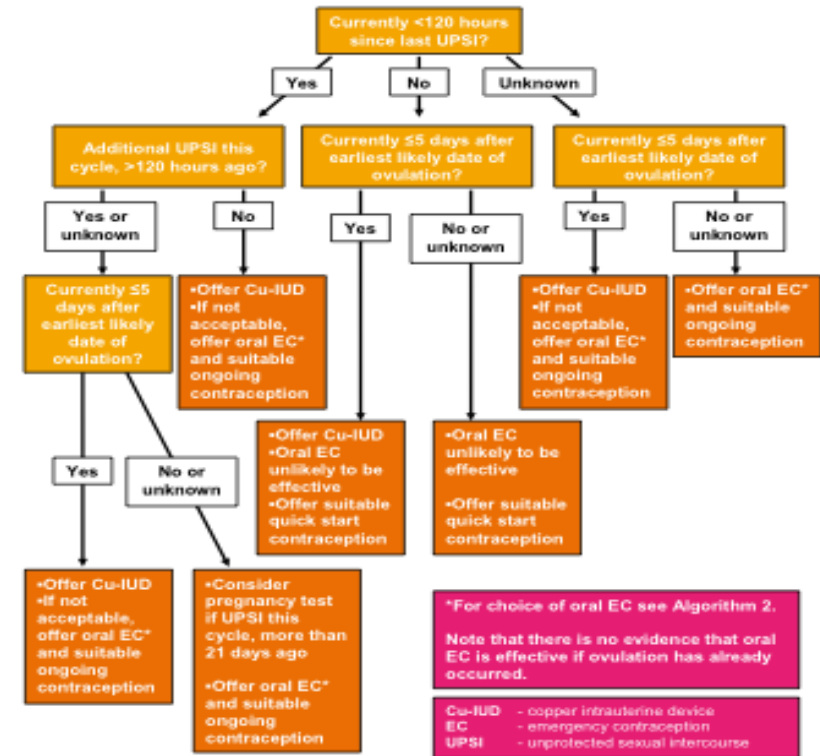 Currently <120 hours
since last UPSI?
Yes
No
Unknown
Additional UPSI this
cycle, >120 hours ago?
Currently ≤5 days after
earliest likely date of
ovulation?
Currently ≤5 days after
earliest likely date of
ovulation?
Yes or
unknown
No
Yes
No or
unknown
Yes
No or
unknown
Currently ≤5
days after
earliest likely
date of
ovulation?
•Offer Cu-IUD
•If not
acceptable,
offer oral EC*
and suitable
ongoing
contraception
•Offer Cu-IUD
•If not
acceptable,
offer oral EC*
and suitable
ongoing
contraception
•Offer oral EC*
and suitable
ongoing
contraception
Yes
No or
unknown
•Offer Cu-IUD
•Oral EC
unlikely to be
effective
•Offer suitable
quick start
contraception
•Oral EC
unlikely to be
effective
•Offer suitable
quick start
contraception
•Offer Cu-IUD
•If not
acceptable,
offer oral EC*
and suitable
ongoing
contraception
•Consider
pregnancy test
if UPSI this
cycle, more than
21 days ago
•Offer oral EC*
and suitable
ongoing
contraception
*For choice of oral EC see Algorithm 2.
Note that there is no evidence that oral
EC is effective if ovulation has already
occurred.
Cu-IUD - copper intrauterine device
EC - emergency contraception
UPSI - unprotected sexual intercourse